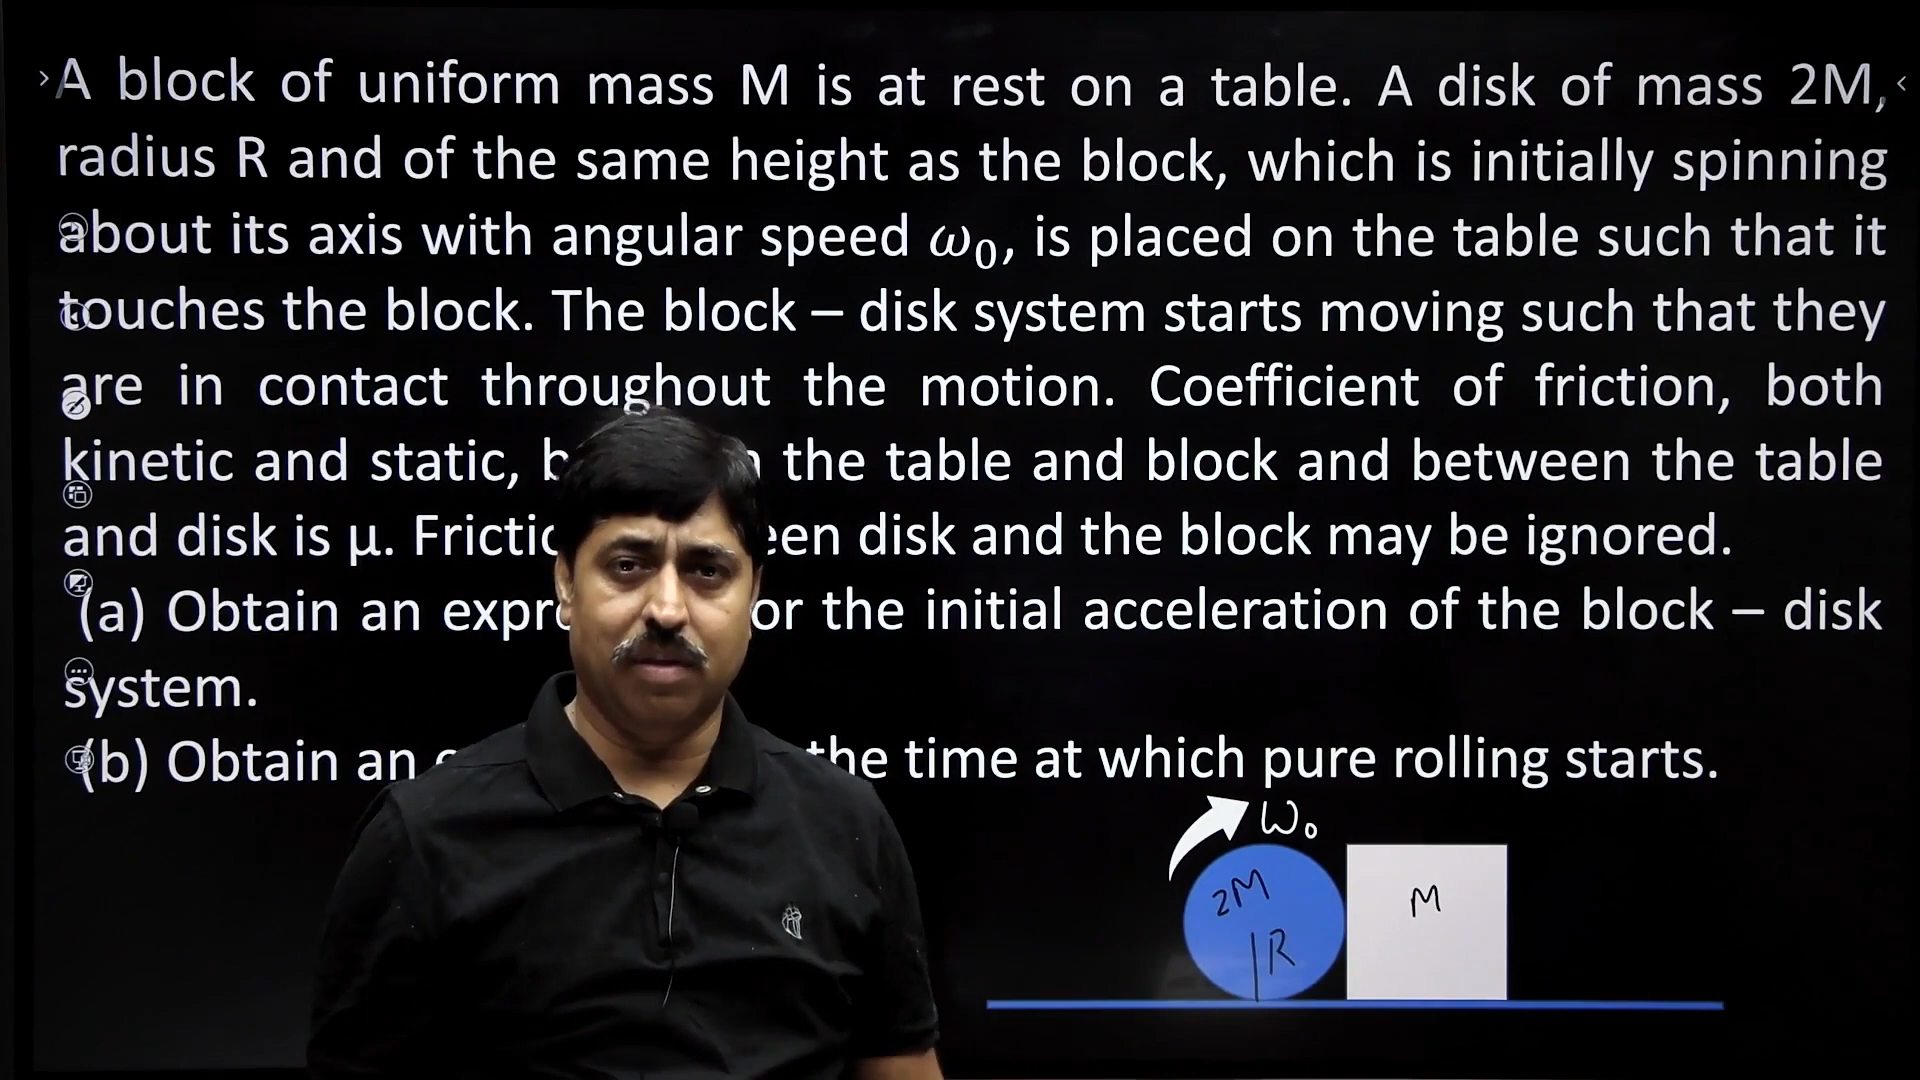 A block of uniform mass M is at rest on a table. A disk of mass 2M,
radius R and of the same height as the block, which is initially spinning
about its axis with angular speed ω₀, is placed on the table such that it
touches the block. The block – disk system starts moving such that they
are in contact throughout the motion. Coefficient of friction, both
kinetic and static, the table and block and between the table
and disk is μ. disk and the block may be ignored.
(a) Obtain an the initial acceleration of the block – disk
system.
(b) Obtain an the time at which pure rolling starts.
ω₀
2M
M
R